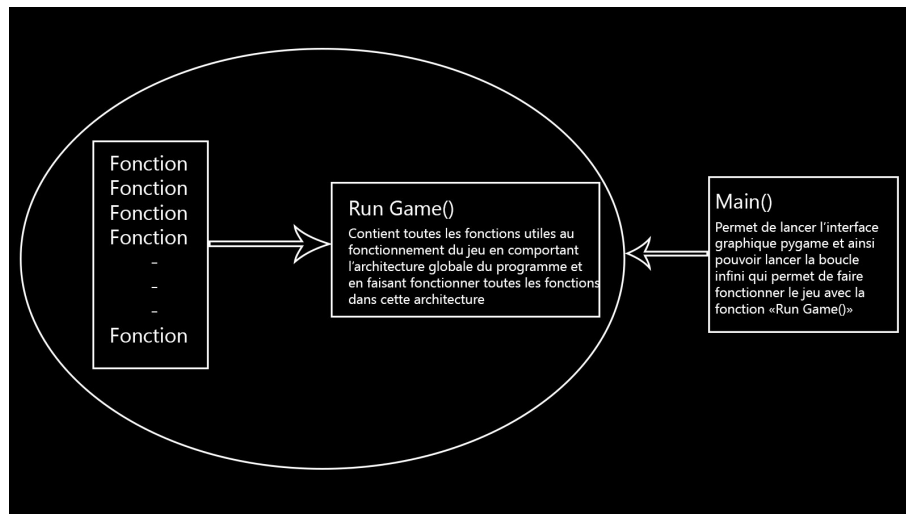 Fonction
Fonction
Fonction
Fonction
-
-
-
Fonction
Run Game()
Contient toutes les fonctions utiles au
fonctionnement du jeu en comportant
l'architecture globale du programme et
en faisant fonctionner toutes les fonctions
dans cette architecture
Main()
Permet de lancer l'interface
graphique pygame et ainsi
pouvoir lancer la boucle
infini qui permet de faire
fonctionner le jeu avec la
fonction «Run Game()»